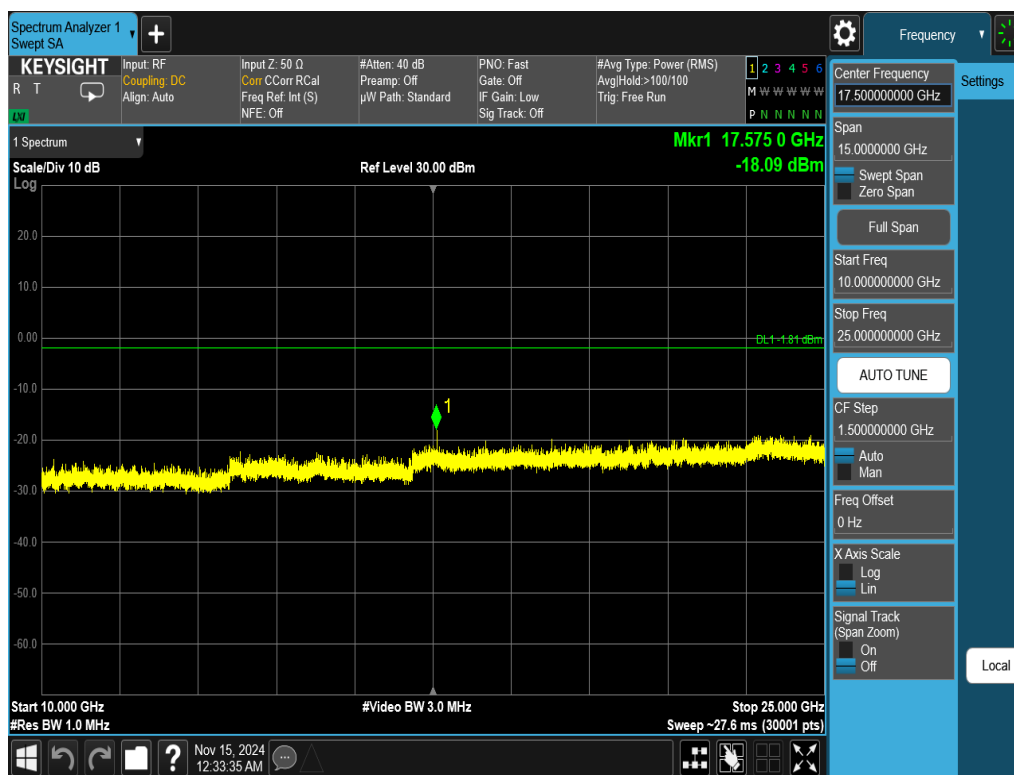 Spectrum Analyzer 1
Swept SA
+
Frequency
KEYSIGHT
R T
LXI
Input: RF
Coupling: DC
Align: Auto
Input Z: 50 Ω
Corr CCorr RCal
Freq Ref: Int (S)
NFE: Off
#Atten: 40 dB
Preamp: Off
µW Path: Standard
PNO: Fast
Gate: Off
IF Gain: Low
Sig Track: Off
#Avg Type: Power (RMS)
Avg|Hold:>100/100
Trig: Free Run
1 2 3 4 5 6
M W W W W W
P N N N N N
1 Spectrum
Mkr1 17.575 0 GHz
-18.09 dBm
Scale/Div 10 dB
Ref Level 30.00 dBm
Log
20.0
10.0
0.00
DL1 -1.81 dBm
-10.0
1
-20.0
-30.0
-40.0
-50.0
-60.0
Start 10.000 GHz
#Video BW 3.0 MHz
Stop 25.000 GHz
#Res BW 1.0 MHz
Sweep ~27.6 ms (30001 pts)
Center Frequency
17.500000000 GHz
Settings
Span
15.0000000 GHz
Swept Span
Zero Span
Full Span
Start Freq
10.000000000 GHz
Stop Freq
25.000000000 GHz
AUTO TUNE
CF Step
1.500000000 GHz
Auto
Man
Freq Offset
0 Hz
X Axis Scale
Log
Lin
Signal Track
(Span Zoom)
On
Off
Local
?
Nov 15, 2024
12:33:35 AM